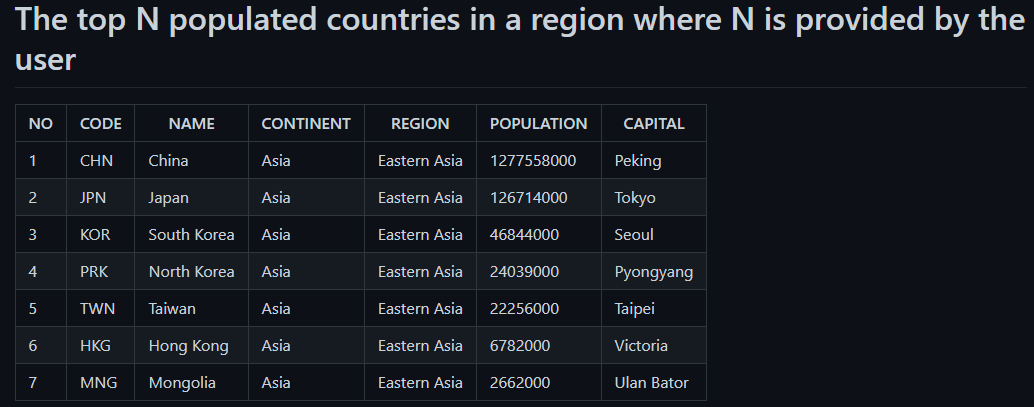 The top N populated countries in a region where N is provided by the
user
NO CODE NAME CONTINENT REGION POPULATION CAPITAL
1 CHN China Asia Eastern Asia 1277558000 Peking
2 JPN Japan Asia Eastern Asia 126714000 Tokyo
3 KOR South Korea Asia Eastern Asia 46844000 Seoul
4 PRK North Korea Asia Eastern Asia 24039000 Pyongyang
5 TWN Taiwan Asia Eastern Asia 22256000 Taipei
6 HKG Hong Kong Asia Eastern Asia 6782000 Victoria
7 MNG Mongolia Asia Eastern Asia 2662000 Ulan Bator